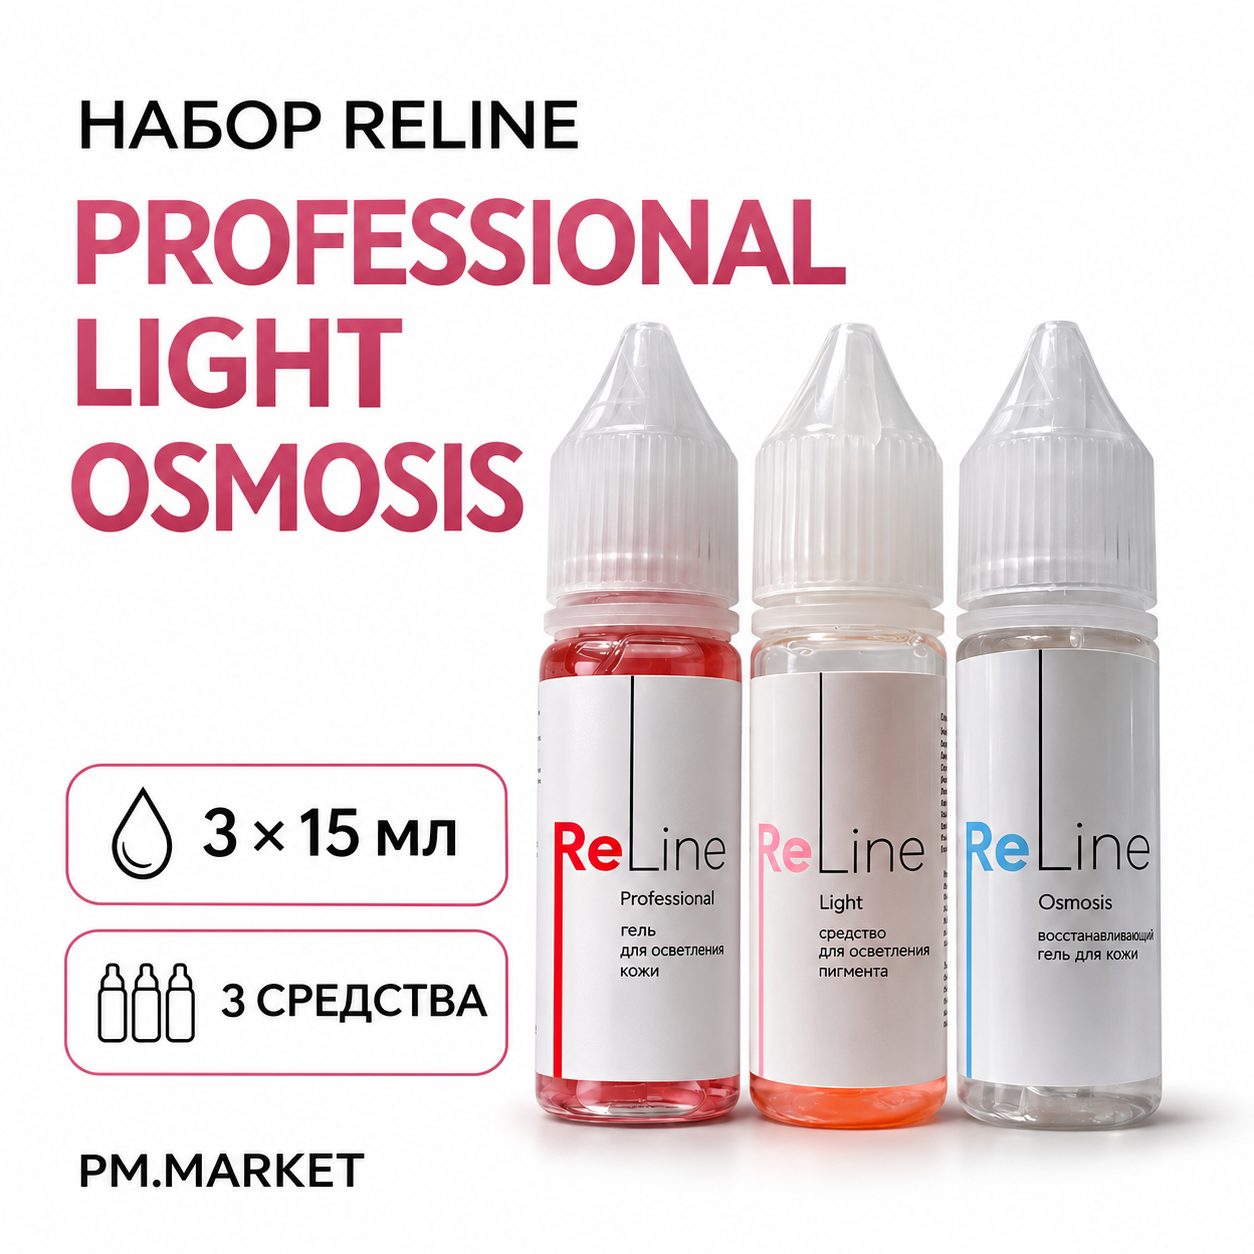 НАБОР RELINE
PROFESSIONAL
LIGHT
OSMOSIS
3 × 15 мл
3 СРЕДСТВА
PM.MARKET
ReLine
Professional
гель
для осветления
кожи
ReLine
Light
средство
для осветления
пигмента
ReLine
Osmosis
восстанавливающий
гель для кожи